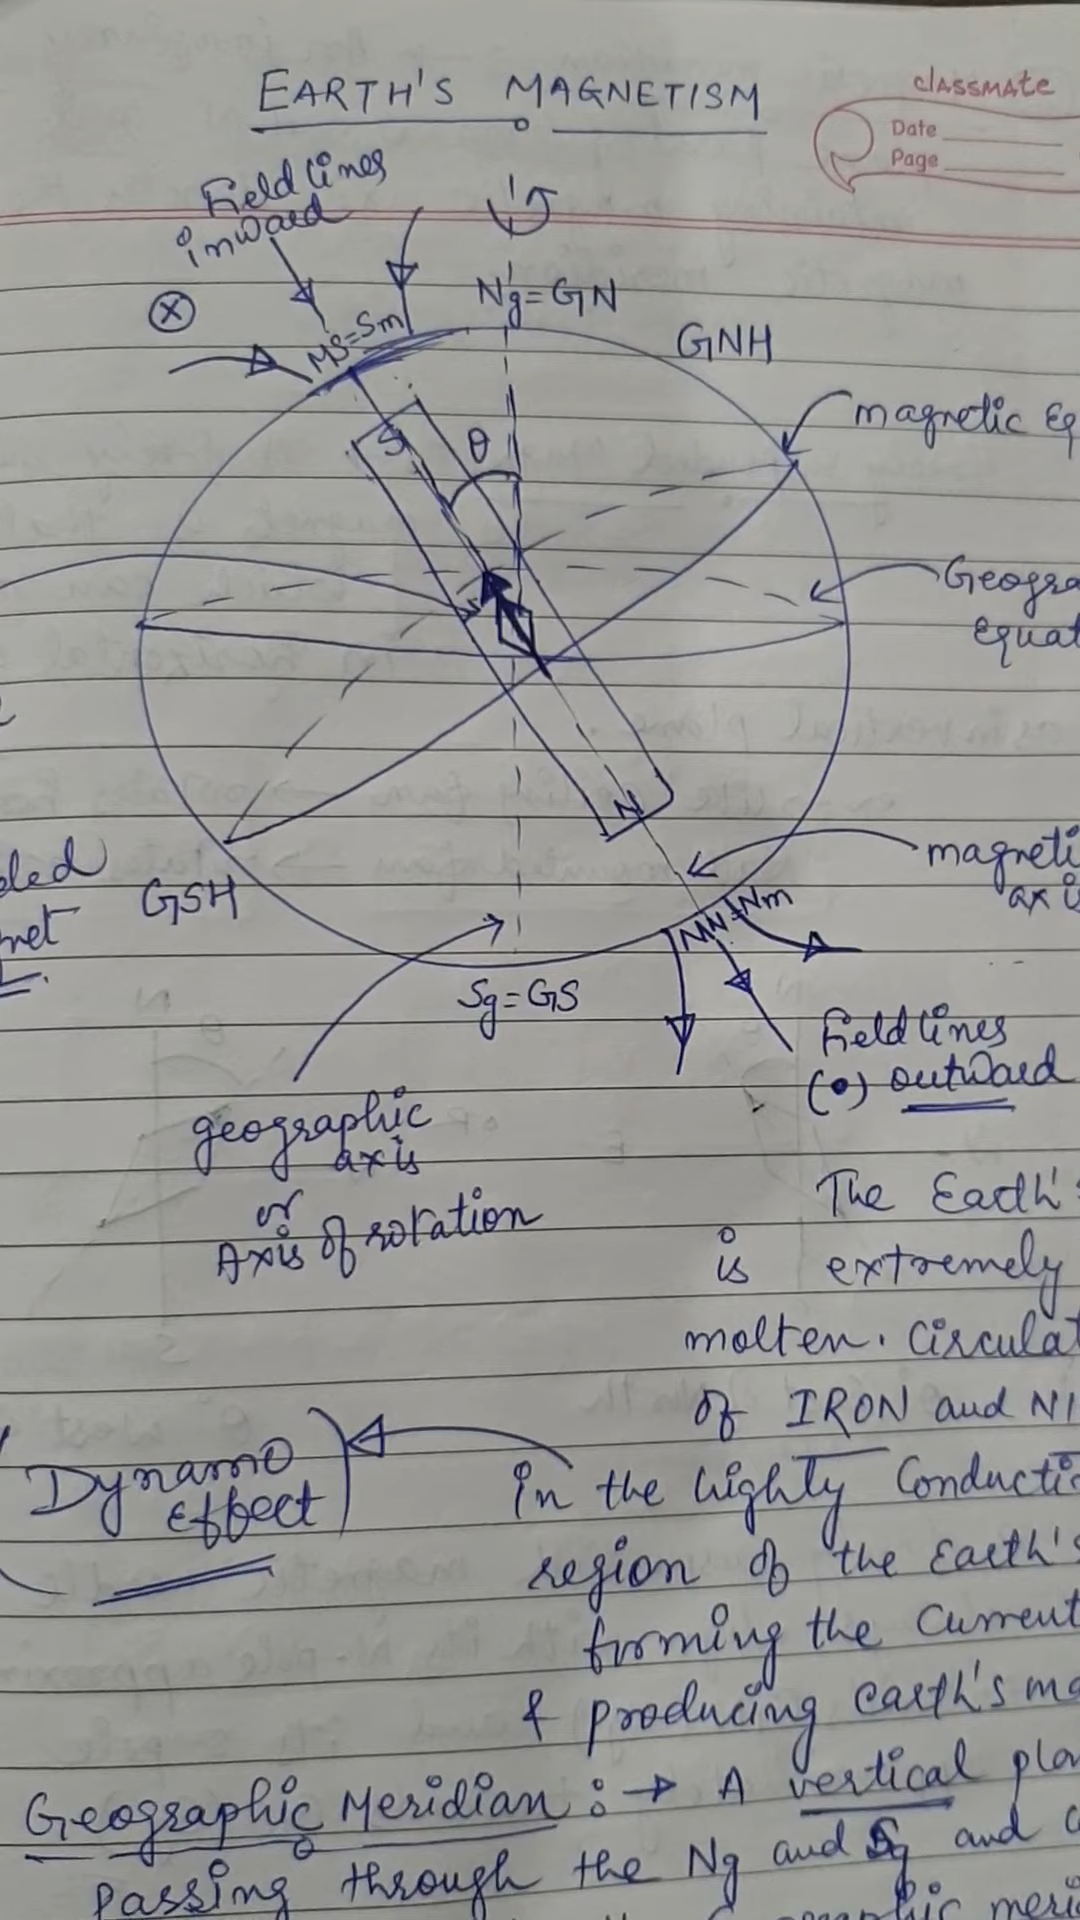 EARTH'S MAGNETISM
classmate
Date
Page
Field lines
inward
Ng=GN
GNH
MS=Sm
magnetic Eq
S
θ
Geogra
Equat
N
magneti
axis
GSH
MN=Nm
Sg=GS
Field lines
(•) outward
geographic
axis
or
Axis of rotation
The Earth's
is extremely
molten. Circulat
of IRON and NI
Dynamo
Effect
in the highly Conducti
region of the Earth's
forming the current
& producing earth's ma
Geographic Meridian :→ A vertical plan
Passing through the Ng and Sg and